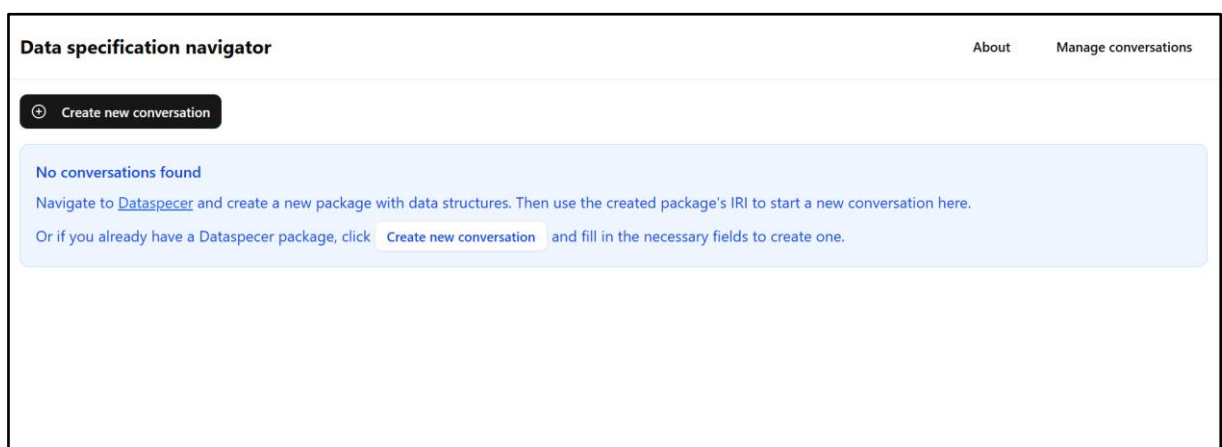 Data specification navigator
About
Manage conversations
Create new conversation
No conversations found
Navigate to Dataspecer and create a new package with data structures. Then use the created package's IRI to start a new conversation here.
Or if you already have a Dataspecer package, click Create new conversation and fill in the necessary fields to create one.